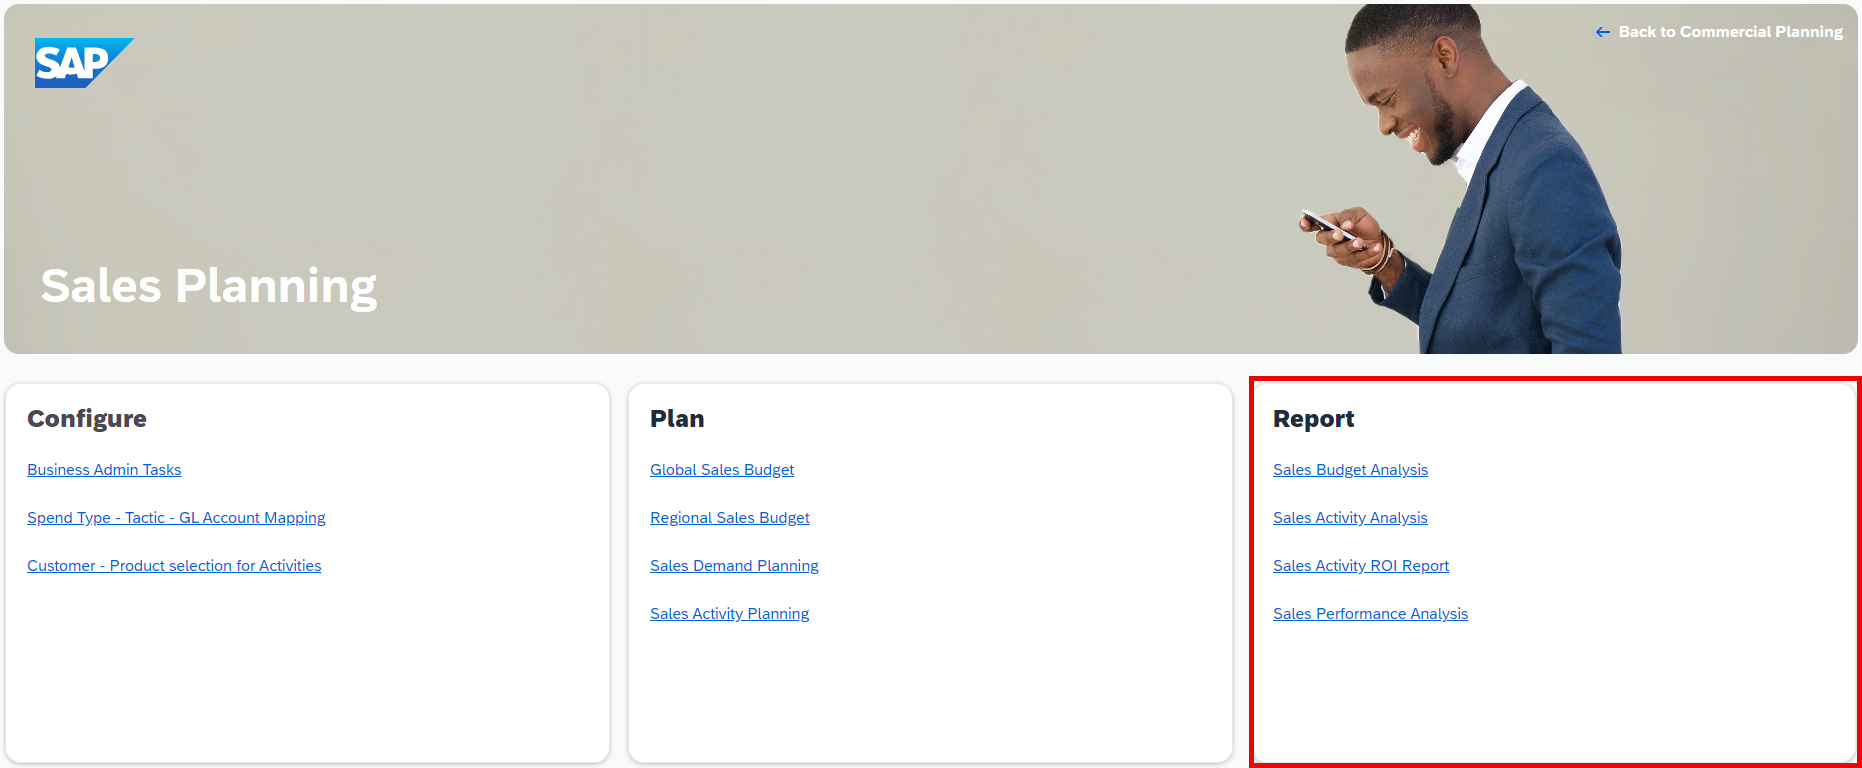 SAP
← Back to Commercial Planning
Sales Planning
Configure
Business Admin Tasks
Spend Type - Tactic - GL Account Mapping
Customer - Product selection for Activities
Plan
Global Sales Budget
Regional Sales Budget
Sales Demand Planning
Sales Activity Planning
Report
Sales Budget Analysis
Sales Activity Analysis
Sales Activity ROI Report
Sales Performance Analysis